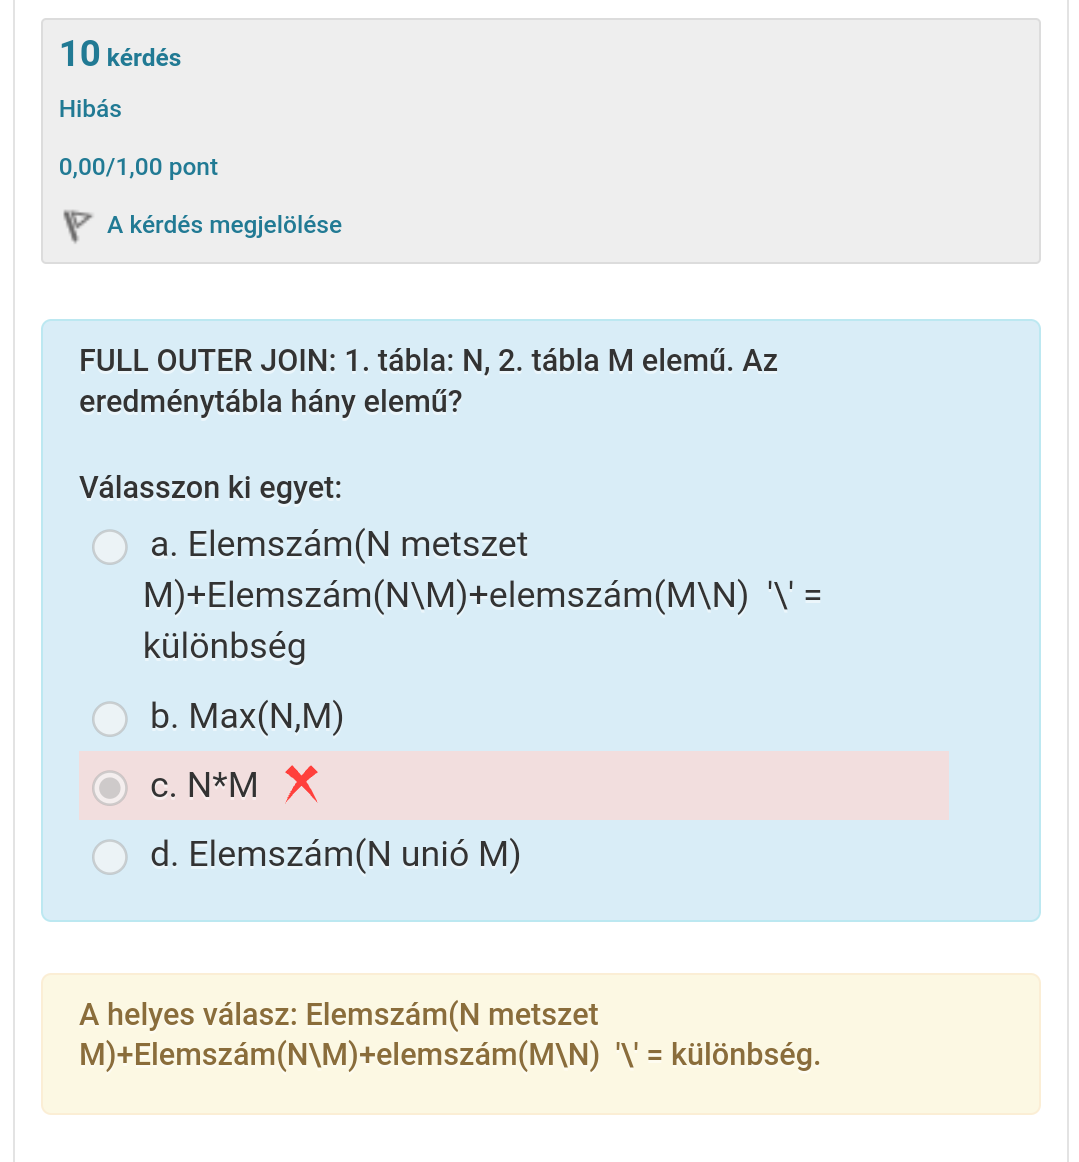 10 kérdés
Hibás
0,00/1,00 pont
A kérdés megjelölése
FULL OUTER JOIN: 1. tábla: N, 2. tábla M elemű. Az
eredménytábla hány elemű?
Válasszon ki egyet:
a. Elemszám(N metszet
M)+Elemszám(N\M)+elemszám(M\N)  '\' =
különbség
b. Max(N,M)
c. N*M
d. Elemszám(N unió M)
A helyes válasz: Elemszám(N metszet
M)+Elemszám(N\M)+elemszám(M\N)  '\' = különbség.